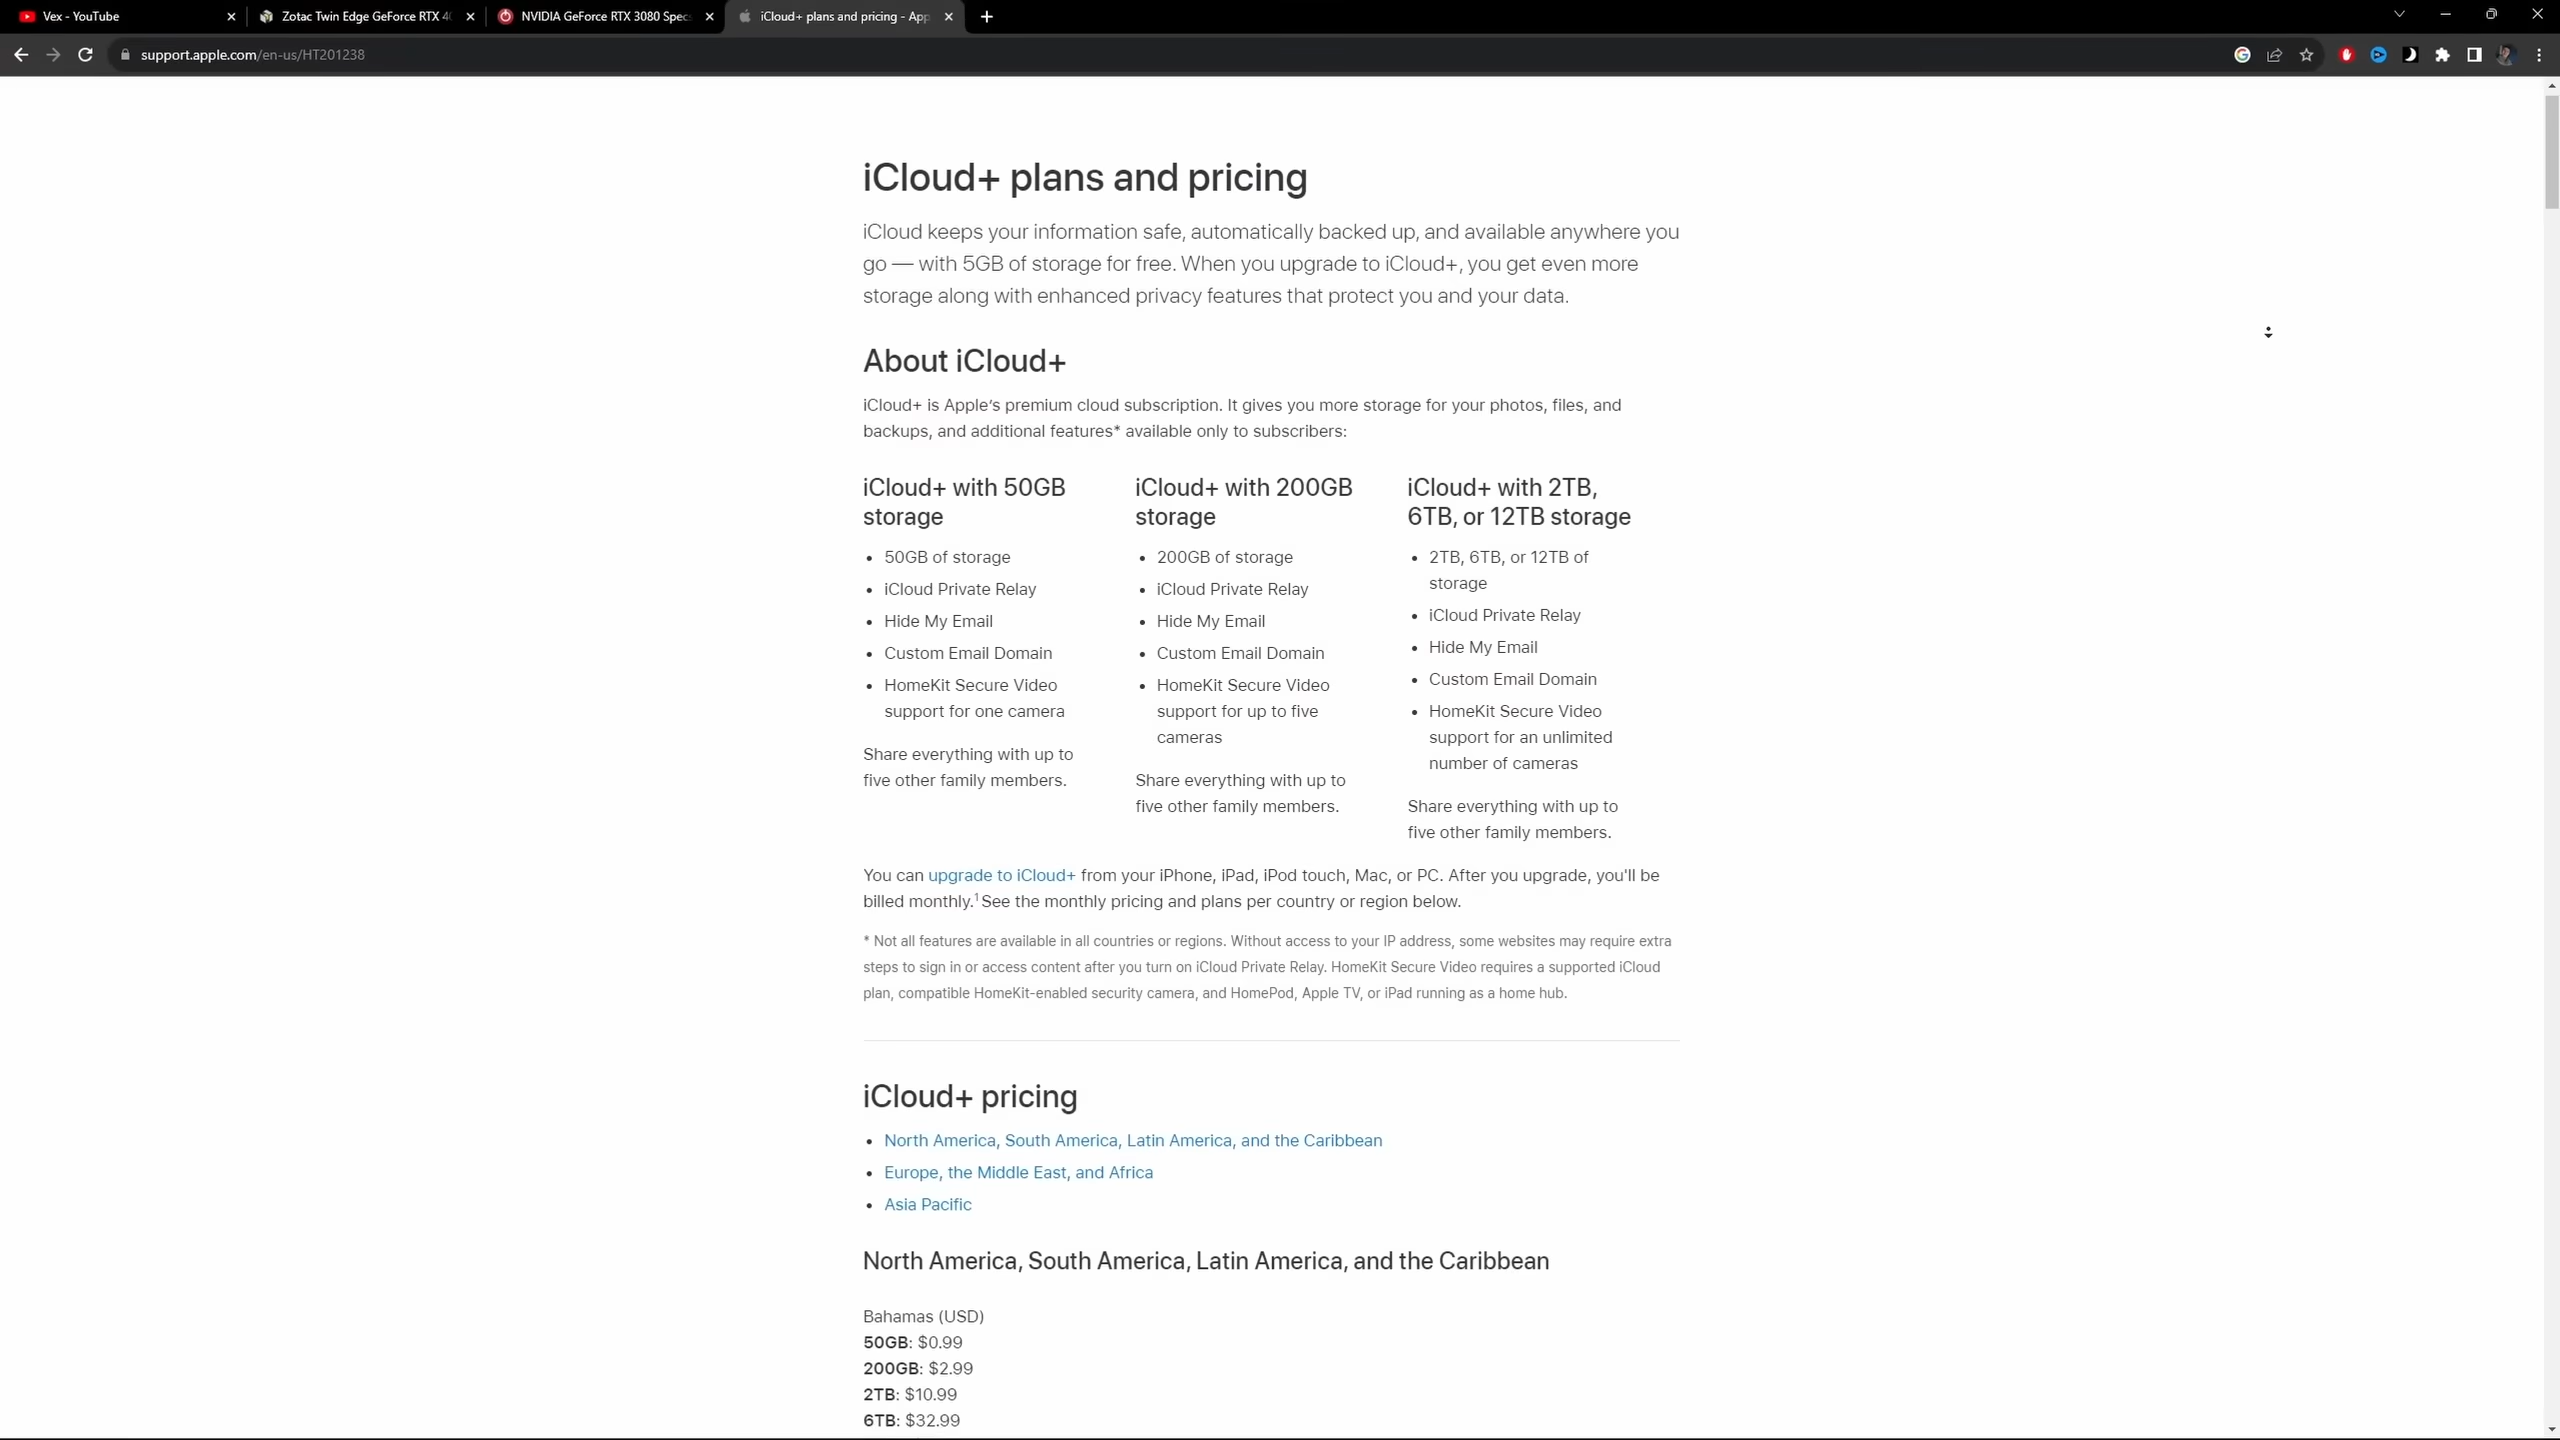 Vex - YouTube
Zotac Twin Edge GeForce RTX 40
NVIDIA GeForce RTX 3080 Specs
iCloud+ plans and pricing - App
support.apple.com/en-us/HT201238
iCloud+ plans and pricing
iCloud keeps your information safe, automatically backed up, and available anywhere you
go — with 5GB of storage for free. When you upgrade to iCloud+, you get even more
storage along with enhanced privacy features that protect you and your data.
About iCloud+
iCloud+ is Apple’s premium cloud subscription. It gives you more storage for your photos, files, and
backups, and additional features* available only to subscribers:
iCloud+ with 50GB
storage
• 50GB of storage
• iCloud Private Relay
• Hide My Email
• Custom Email Domain
• HomeKit Secure Video
support for one camera
Share everything with up to
five other family members.
iCloud+ with 200GB
storage
• 200GB of storage
• iCloud Private Relay
• Hide My Email
• Custom Email Domain
• HomeKit Secure Video
support for up to five
cameras
Share everything with up to
five other family members.
iCloud+ with 2TB,
6TB, or 12TB storage
• 2TB, 6TB, or 12TB of
storage
• iCloud Private Relay
• Hide My Email
• Custom Email Domain
• HomeKit Secure Video
support for an unlimited
number of cameras
Share everything with up to
five other family members.
You can upgrade to iCloud+ from your iPhone, iPad, iPod touch, Mac, or PC. After you upgrade, you'll be
billed monthly.¹ See the monthly pricing and plans per country or region below.
* Not all features are available in all countries or regions. Without access to your IP address, some websites may require extra
steps to sign in or access content after you turn on iCloud Private Relay. HomeKit Secure Video requires a supported iCloud
plan, compatible HomeKit-enabled security camera, and HomePod, Apple TV, or iPad running as a home hub.
iCloud+ pricing
• North America, South America, Latin America, and the Caribbean
• Europe, the Middle East, and Africa
• Asia Pacific
North America, South America, Latin America, and the Caribbean
Bahamas (USD)
50GB: $0.99
200GB: $2.99
2TB: $10.99
6TB: $32.99